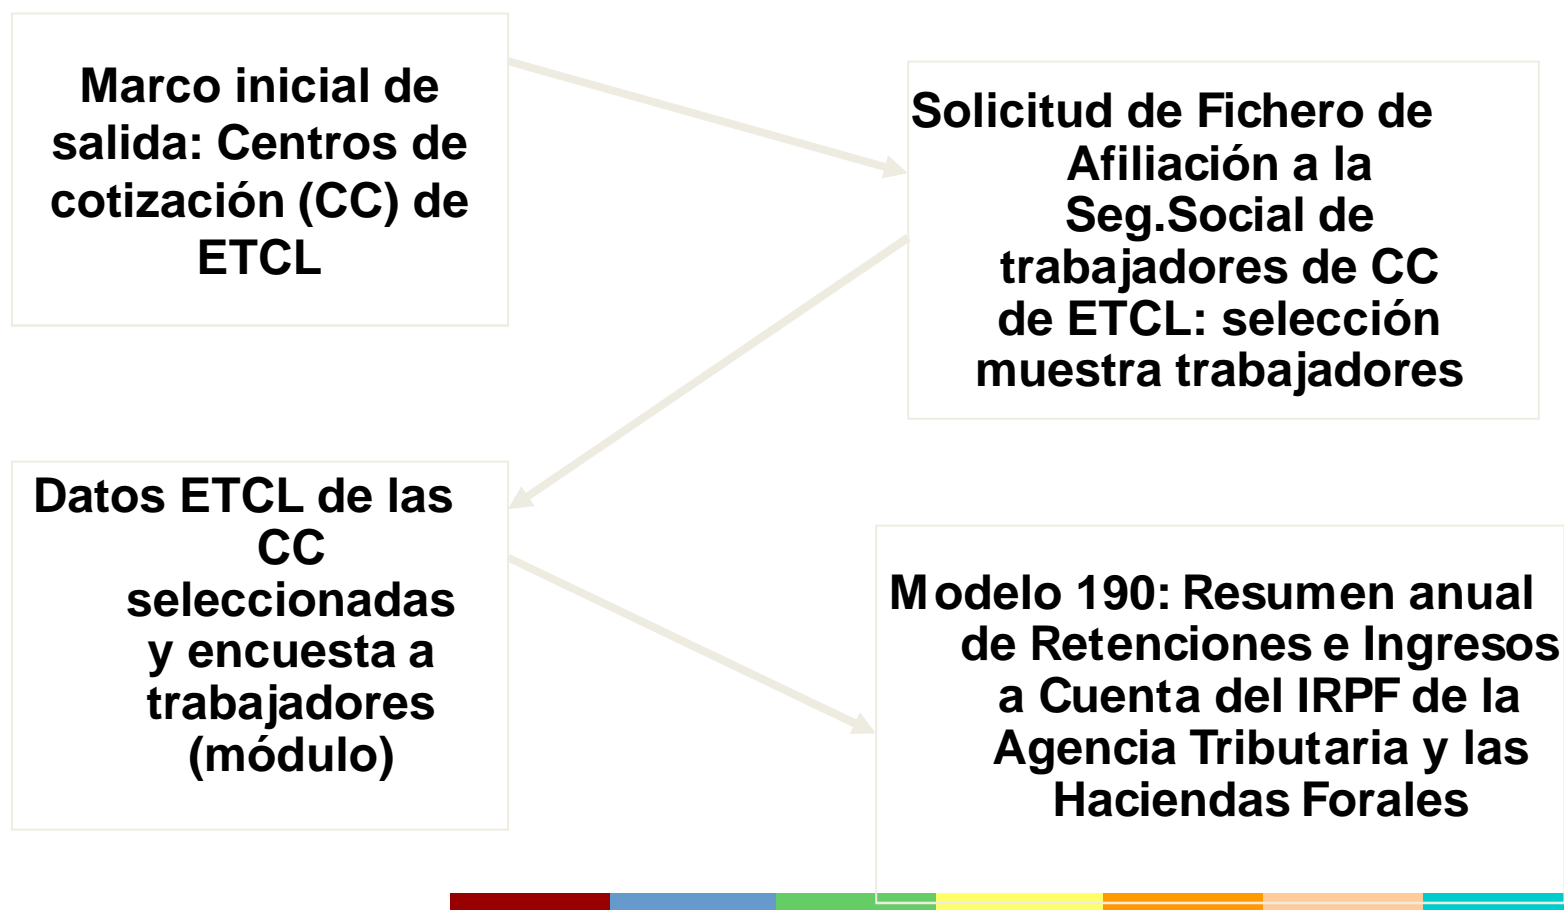 Marco inicial de
salida: Centros de
cotización (CC) de
ETCL
Solicitud de Fichero de
Afiliación a la
Seg.Social de
trabajadores de CC
de ETCL: selección
muestra trabajadores
Datos ETCL de las
CC
seleccionadas
y encuesta a
trabajadores
(módulo)
Modelo 190: Resumen anual
de Retenciones e Ingresos
a Cuenta del IRPF de la
Agencia Tributaria y las
Haciendas Forales